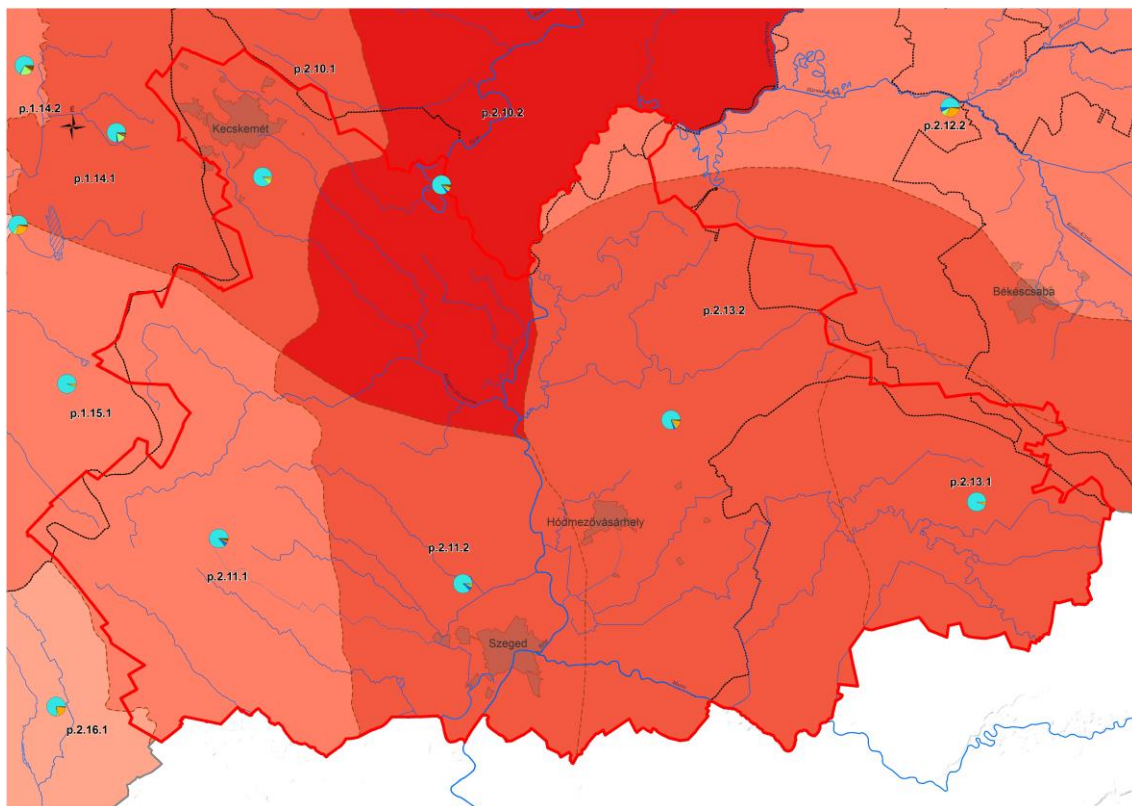 p.2.10.1
p.1.14.2
É
p.2.10.2
Kecskemét
p.2.12.2
p.1.14.1
Békéscsaba
p.2.13.2
p.1.15.1
p.2.13.1
Hódmezővásárhely
p.2.11.2
p.2.11.1
Szeged
Maros
p.2.16.1